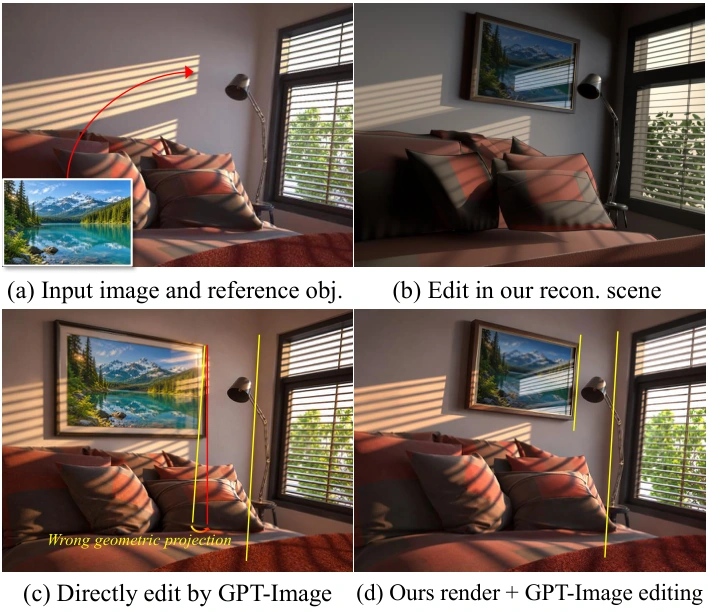 (a) Input image and reference obj.
(b) Edit in our recon. scene
Wrong geometric projection
(c) Directly edit by GPT-Image
(d) Ours render + GPT-Image editing